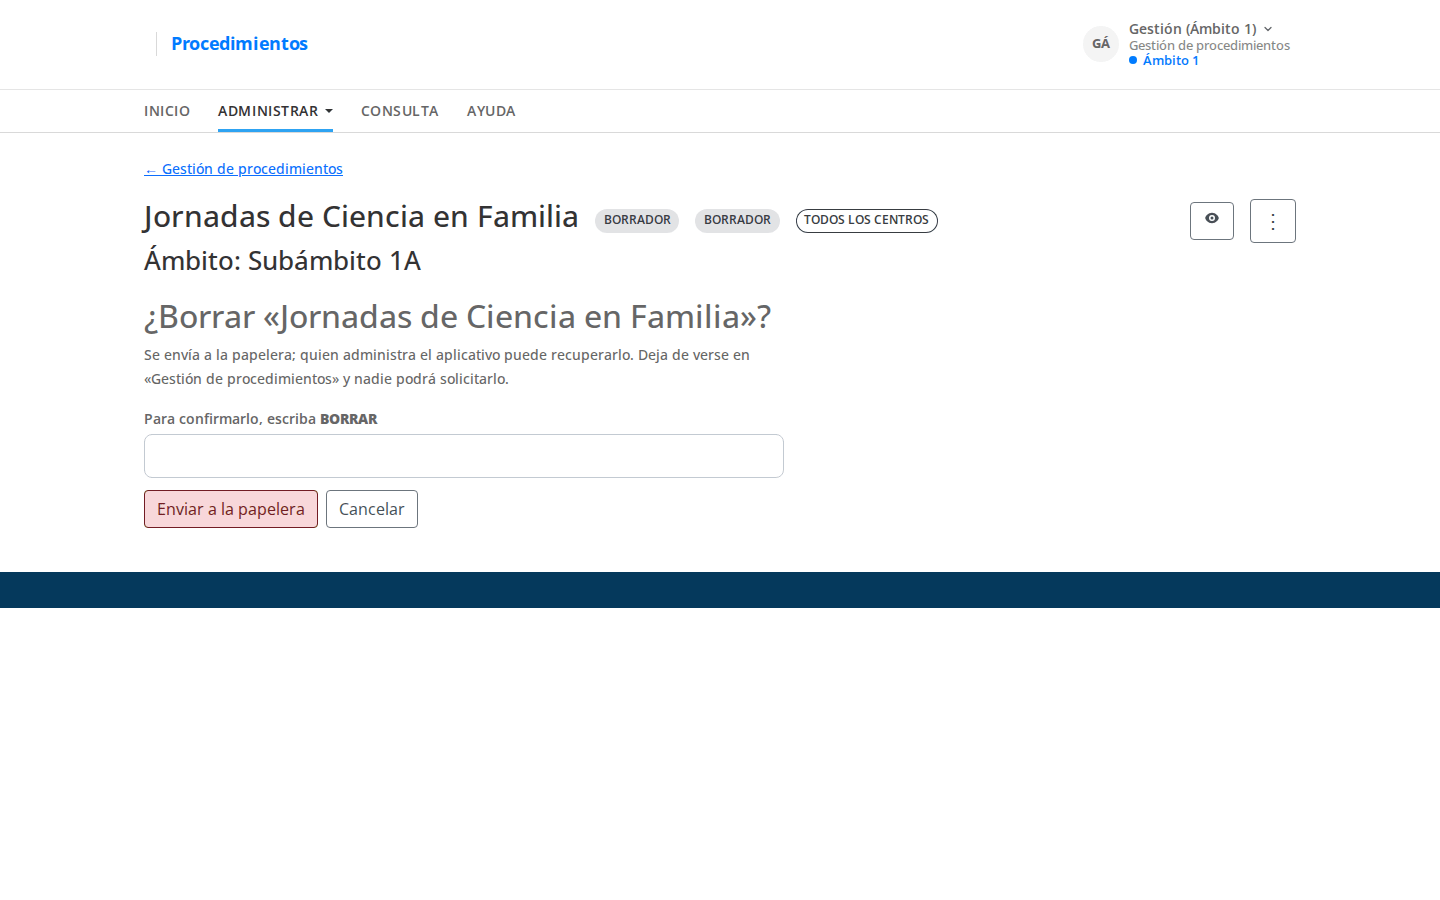 Procedimientos
GÁ
Gestión (Ámbito 1)
Gestión de procedimientos
Ámbito 1
INICIO
ADMINISTRAR
CONSULTA
AYUDA
← Gestión de procedimientos
Jornadas de Ciencia en Familia BORRADOR BORRADOR TODOS LOS CENTROS
Ámbito: Subámbito 1A
¿Borrar «Jornadas de Ciencia en Familia»?
Se envía a la papelera; quien administra el aplicativo puede recuperarlo. Deja de verse en
«Gestión de procedimientos» y nadie podrá solicitarlo.
Para confirmarlo, escriba BORRAR
Enviar a la papelera
Cancelar